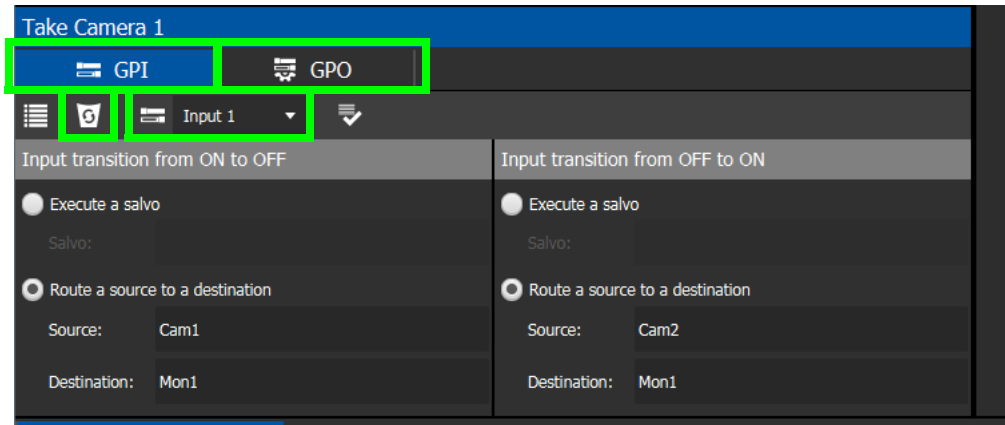 Take Camera 1
GPI GPO
Input 1
Input transition from ON to OFF Input transition from OFF to ON
Execute a salvo Execute a salvo
Salvo: Salvo:
Route a source to a destination Route a source to a destination
Source: Cam1 Source: Cam2
Destination: Mon1 Destination: Mon1